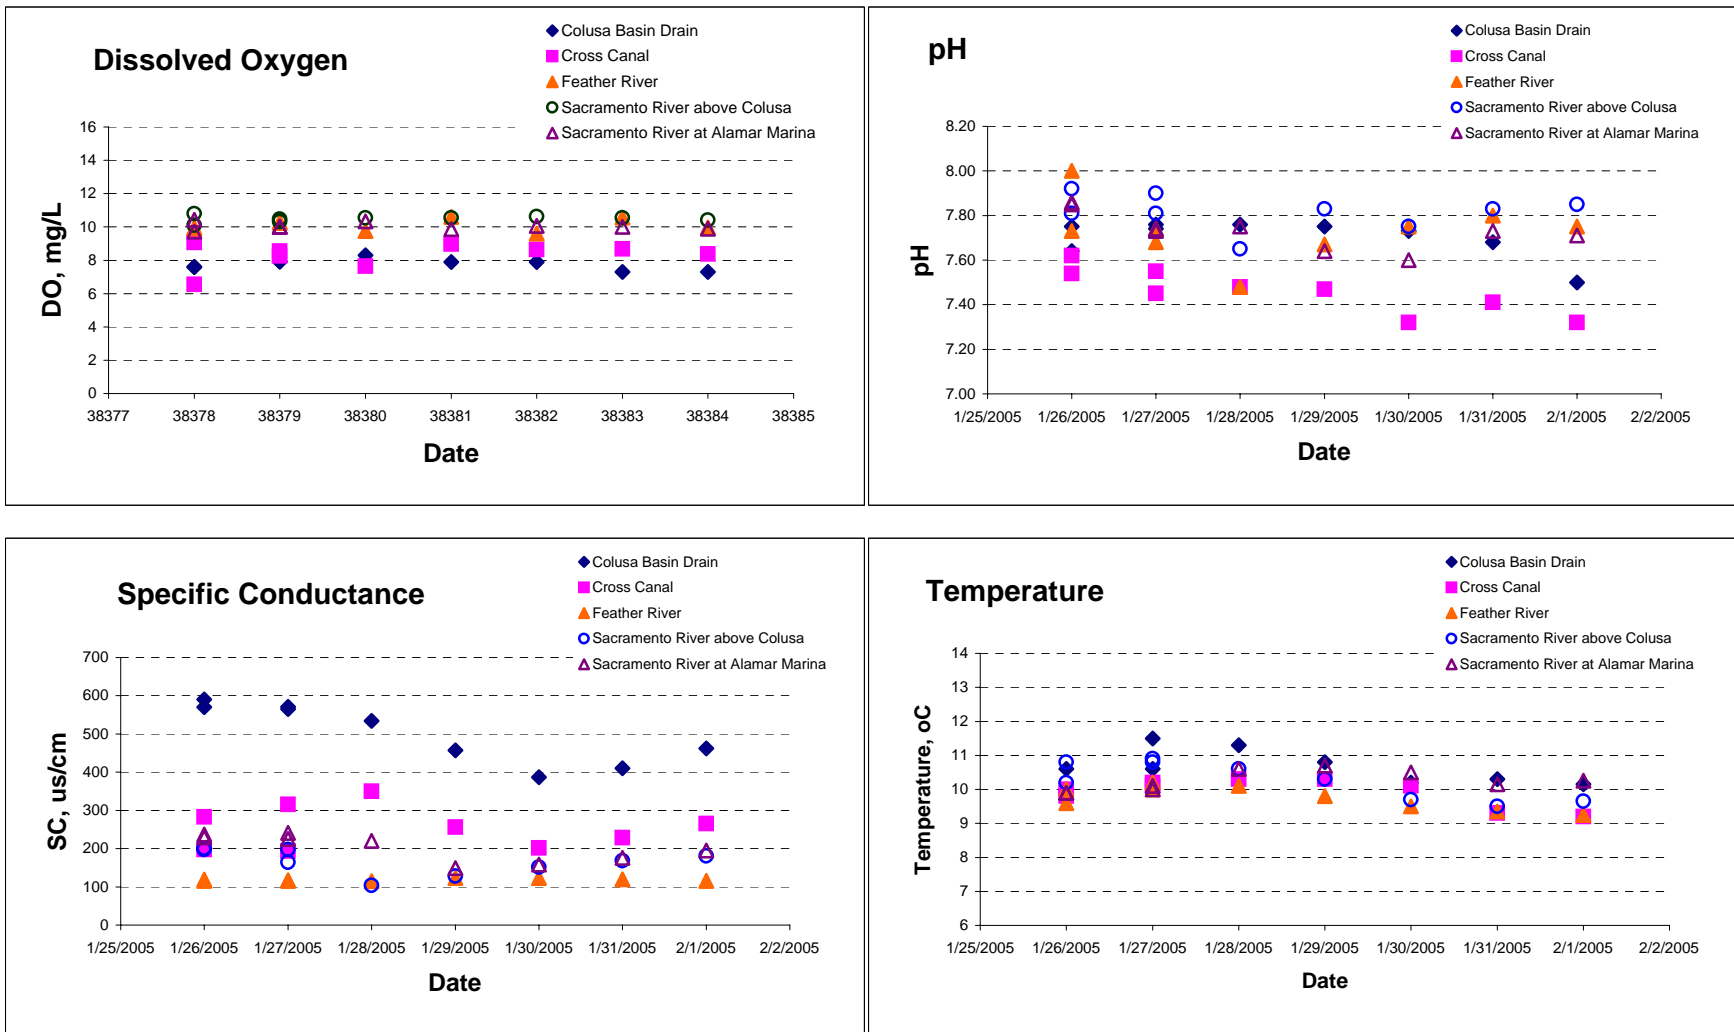 Dissolved Oxygen
Colusa Basin Drain
Cross Canal
Feather River
Sacramento River above Colusa
Sacramento River at Alamar Marina
16
14
12
10
8
6
4
2
0
DO, mg/L
38377 38378 38379 38380 38381 38382 38383 38384 38385
Date
pH
Colusa Basin Drain
Cross Canal
Feather River
Sacramento River above Colusa
Sacramento River at Alamar Marina
8.20
8.00
7.80
7.60
7.40
7.20
7.00
pH
1/25/2005 1/26/2005 1/27/2005 1/28/2005 1/29/2005 1/30/2005 1/31/2005 2/1/2005 2/2/2005
Date
Specific Conductance
Colusa Basin Drain
Cross Canal
Feather River
Sacramento River above Colusa
Sacramento River at Alamar Marina
700
600
500
400
300
200
100
0
SC, us/cm
1/25/2005 1/26/2005 1/27/2005 1/28/2005 1/29/2005 1/30/2005 1/31/2005 2/1/2005 2/2/2005
Date
Temperature
Colusa Basin Drain
Cross Canal
Feather River
Sacramento River above Colusa
Sacramento River at Alamar Marina
14
13
12
11
10
9
8
7
6
Temperature, oC
1/25/2005 1/26/2005 1/27/2005 1/28/2005 1/29/2005 1/30/2005 1/31/2005 2/1/2005 2/2/2005
Date